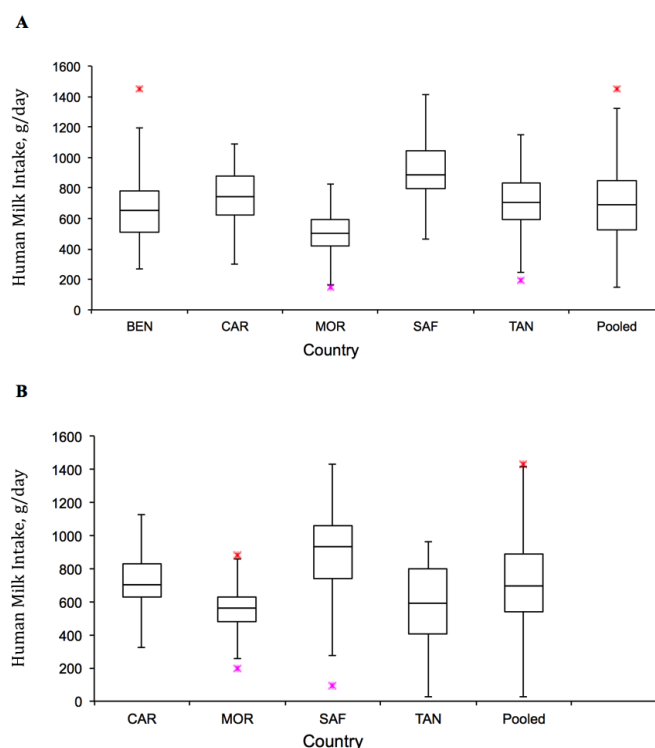 A
Human Milk Intake, g/day
1600
1400
1200
1000
800
600
400
200
0
BEN CAR MOR SAF TAN Pooled
Country
B
Human Milk Intake, g/day
1600
1400
1200
1000
800
600
400
200
0
CAR MOR SAF TAN Pooled
Country